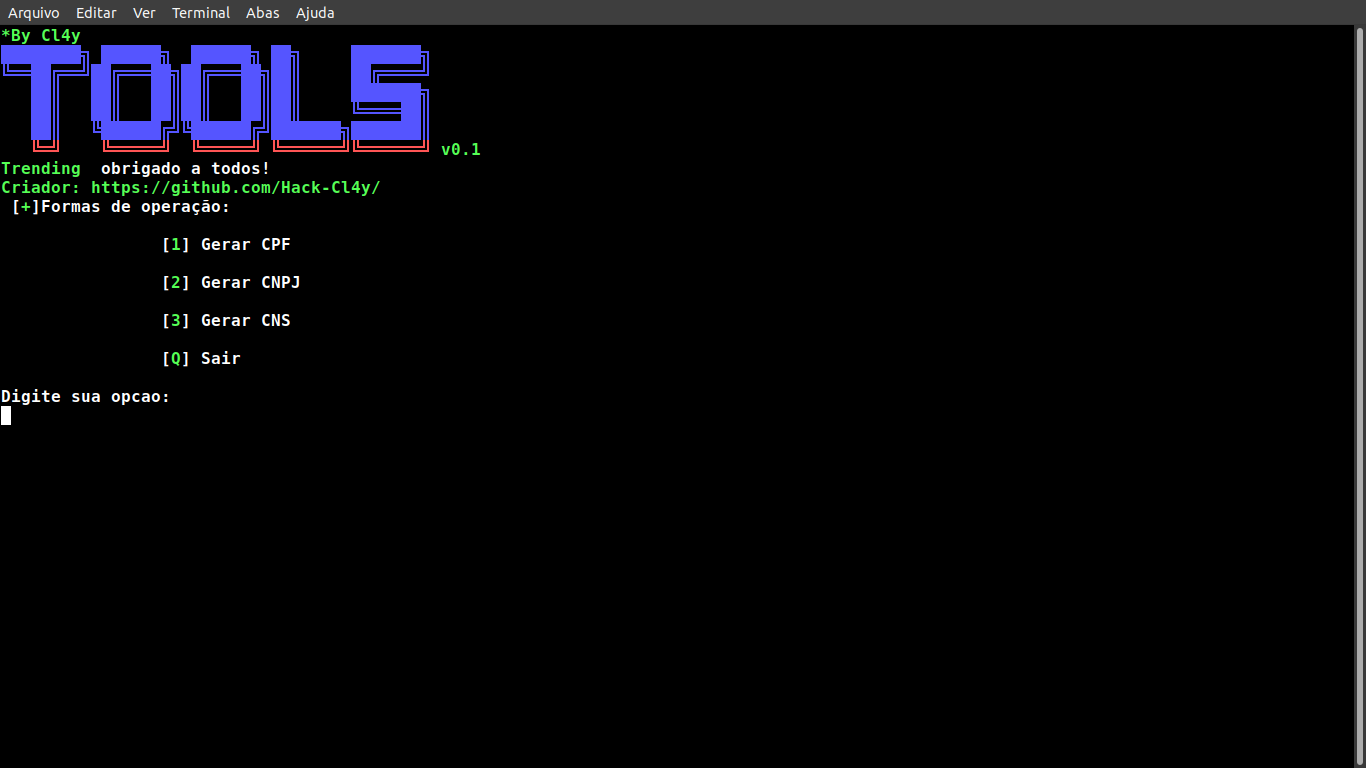 Arquivo Editar Ver Terminal Abas Ajuda
*By Cl4y
TOOLS
v0.1
Trending  obrigado a todos!
Criador: https://github.com/Hack-Cl4y/
[+]Formas de operação:
[1] Gerar CPF
[2] Gerar CNPJ
[3] Gerar CNS
[Q] Sair
Digite sua opcao: